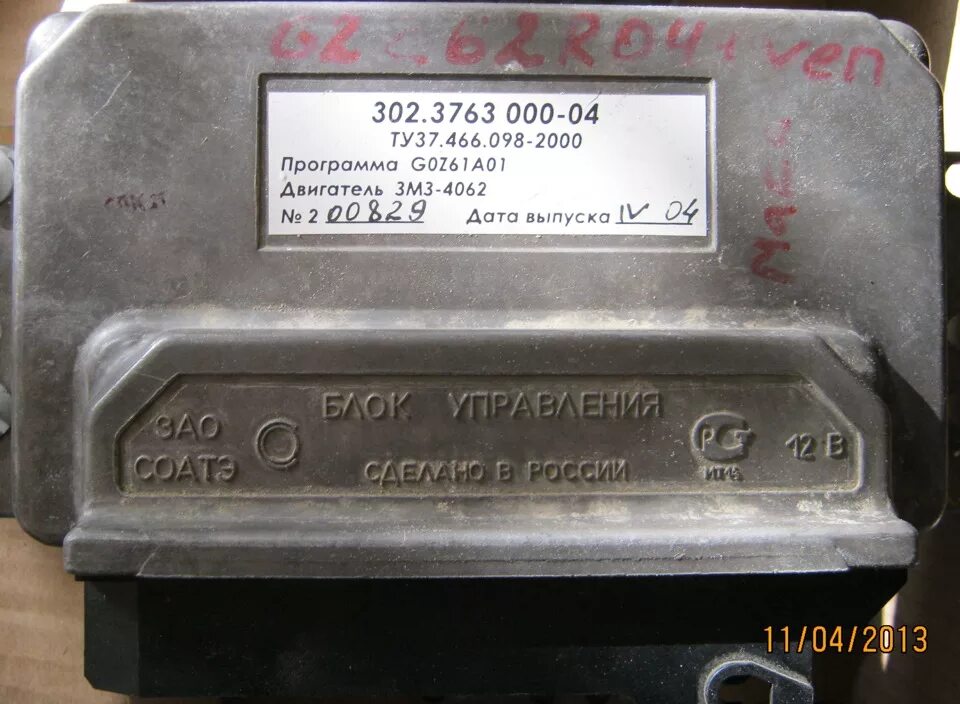 302.3763 000-04
ТУ37.466.098-2000
Программа G0Z61A01
Двигатель ЗМЗ-4062
№ 2 00829 Дата выпуска IV 04
БЛОК УПРАВЛЕНИЯ
ЗАО
СОАТЭ
СДЕЛАНО В РОССИИ
12 В
11/04/2013